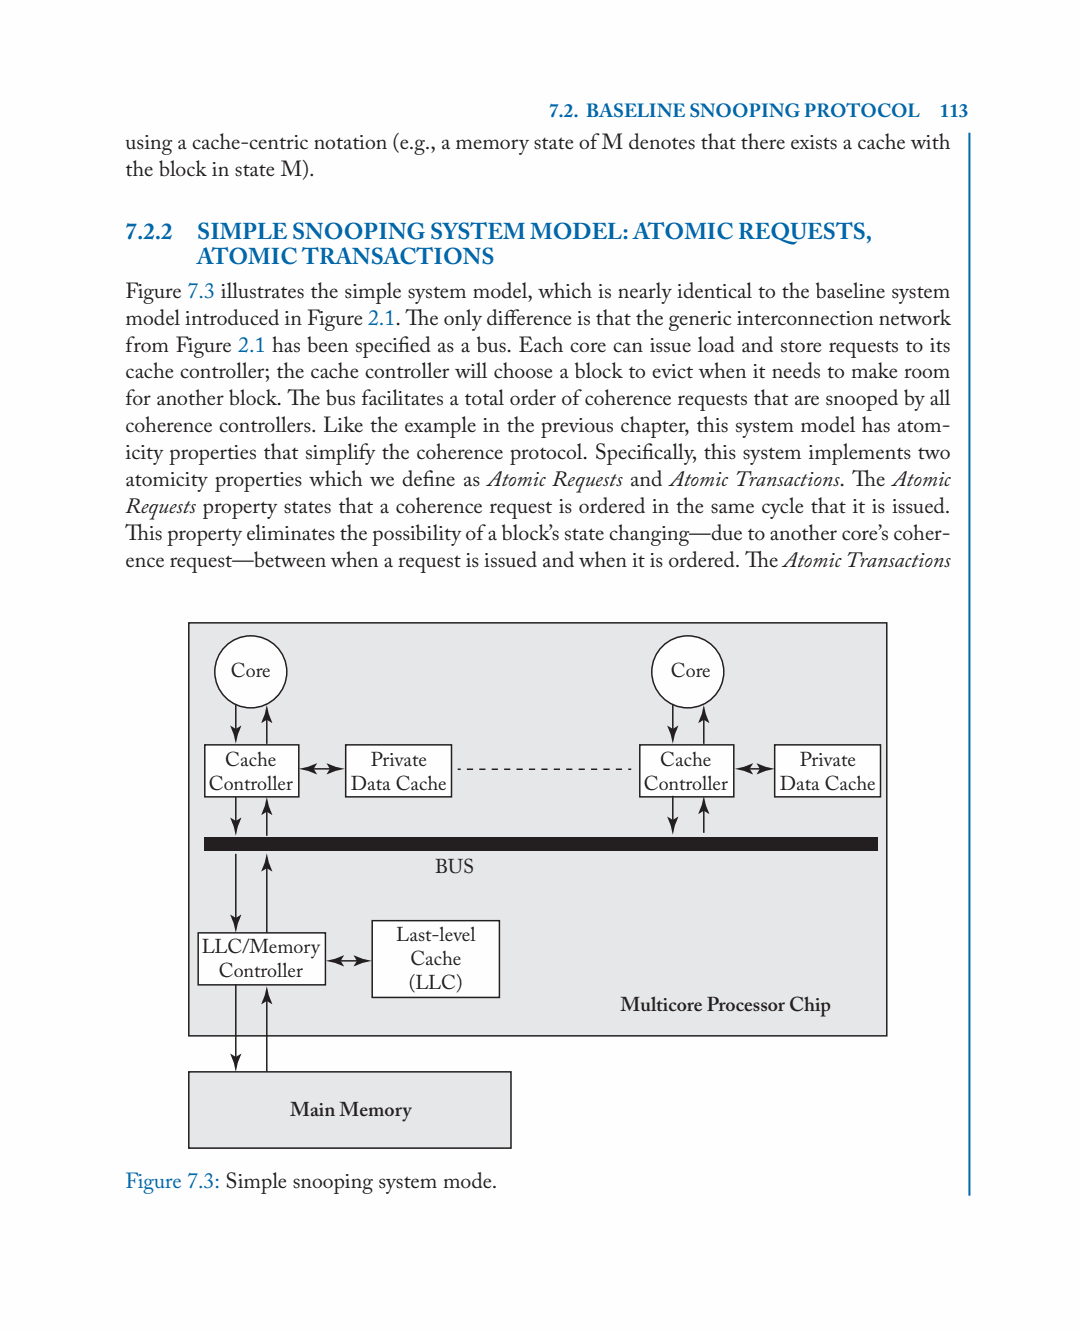 7.2. BASELINE SNOOPING PROTOCOL 113
using a cache-centric notation (e.g., a memory state of M denotes that there exists a cache with
the block in state M).
7.2.2 SIMPLE SNOOPING SYSTEM MODEL: ATOMIC REQUESTS,
ATOMIC TRANSACTIONS
Figure 7.3 illustrates the simple system model, which is nearly identical to the baseline system
model introduced in Figure 2.1. The only difference is that the generic interconnection network
from Figure 2.1 has been specified as a bus. Each core can issue load and store requests to its
cache controller; the cache controller will choose a block to evict when it needs to make room
for another block. The bus facilitates a total order of coherence requests that are snooped by all
coherence controllers. Like the example in the previous chapter, this system model has atom-
icity properties that simplify the coherence protocol. Specifically, this system implements two
atomicity properties which we define as Atomic Requests and Atomic Transactions. The Atomic
Requests property states that a coherence request is ordered in the same cycle that it is issued.
This property eliminates the possibility of a block's state changing—due to another core's coher-
ence request—between when a request is issued and when it is ordered. The Atomic Transactions
Core
Core
Cache
Controller
Private
Data Cache
Cache
Controller
Private
Data Cache
BUS
LLC/Memory
Controller
Last-level
Cache
(LLC)
Multicore Processor Chip
Main Memory
Figure 7.3: Simple snooping system mode.